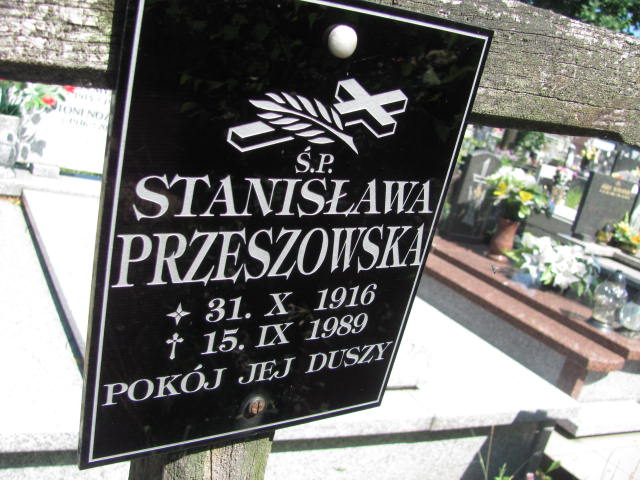 Ś.P.
STANISŁAWA
PRZESZOWSKA
31. X 1916
† 15. IX 1989
POKÓJ JEJ DUSZY